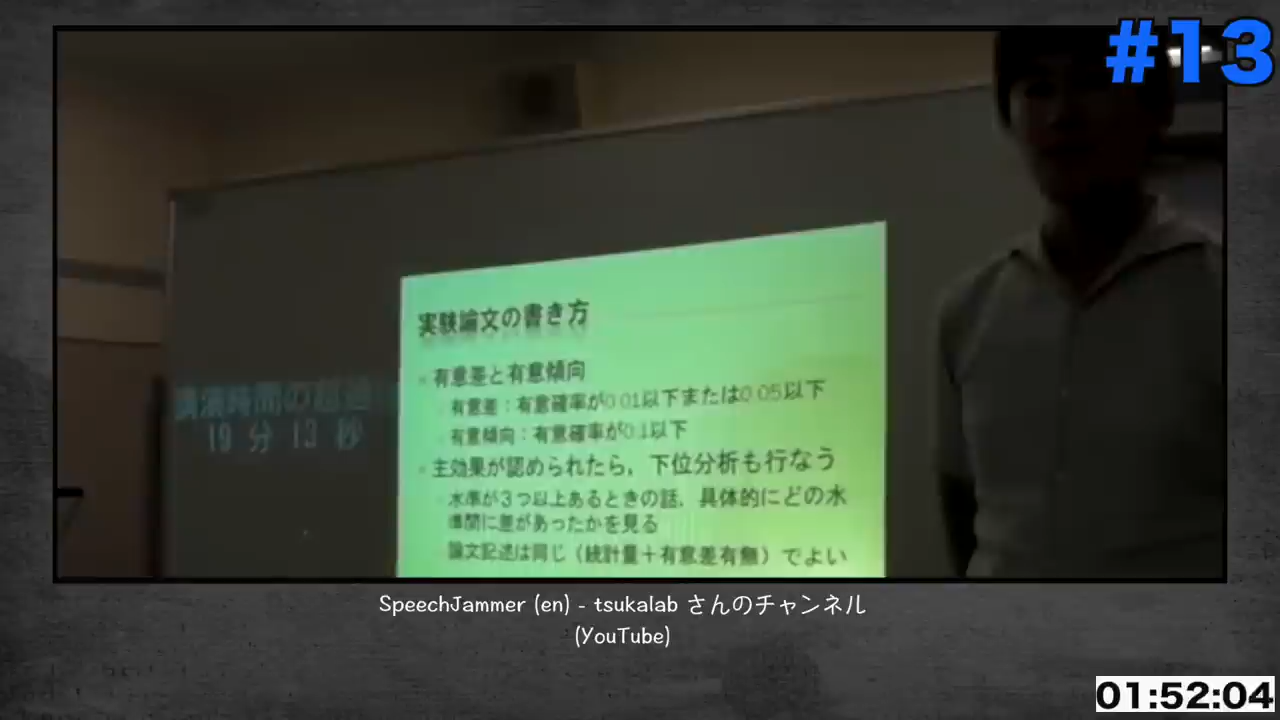 #13
実験論文の書き方
有意差と有意傾向
有意差：有意確率が0.01以下または0.05以下
有意傾向：有意確率が0.1以下
主効果が認められたら，下位分析も行なう
水準が３つ以上あるときの話．具体的にどの水
準間に差があったかを見る
論文記述は同じ（統計量＋有意差有無）でよい
講演時間の超過
19 分 13 秒
SpeechJammer (en) - tsukalab さんのチャンネル
(YouTube)
01:52:04